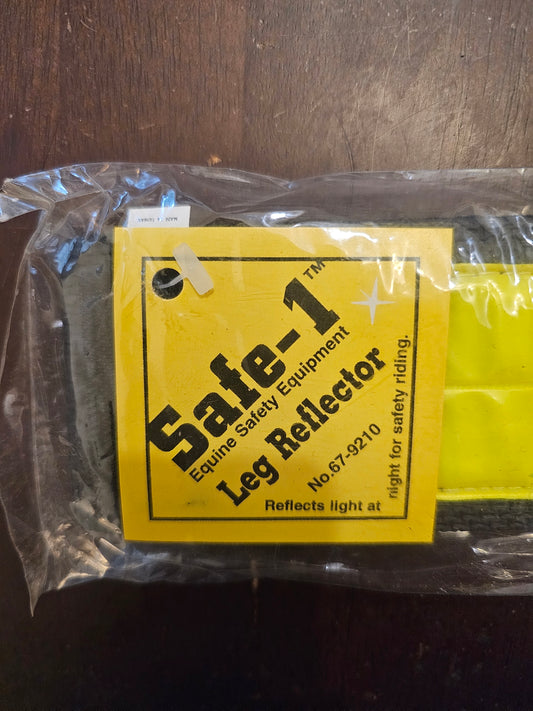 Safe-1™
Equine Safety Equipment
Leg Reflector
No.67-9210
Reflects light at
night for safety riding.